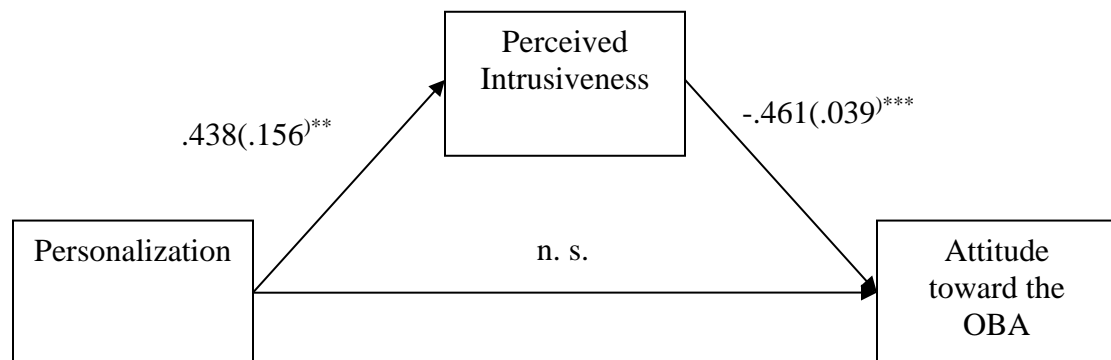 Perceived
Intrusiveness
.438(.156)**
-.461(.039)***
Personalization
n. s.
Attitude
toward the
OBA